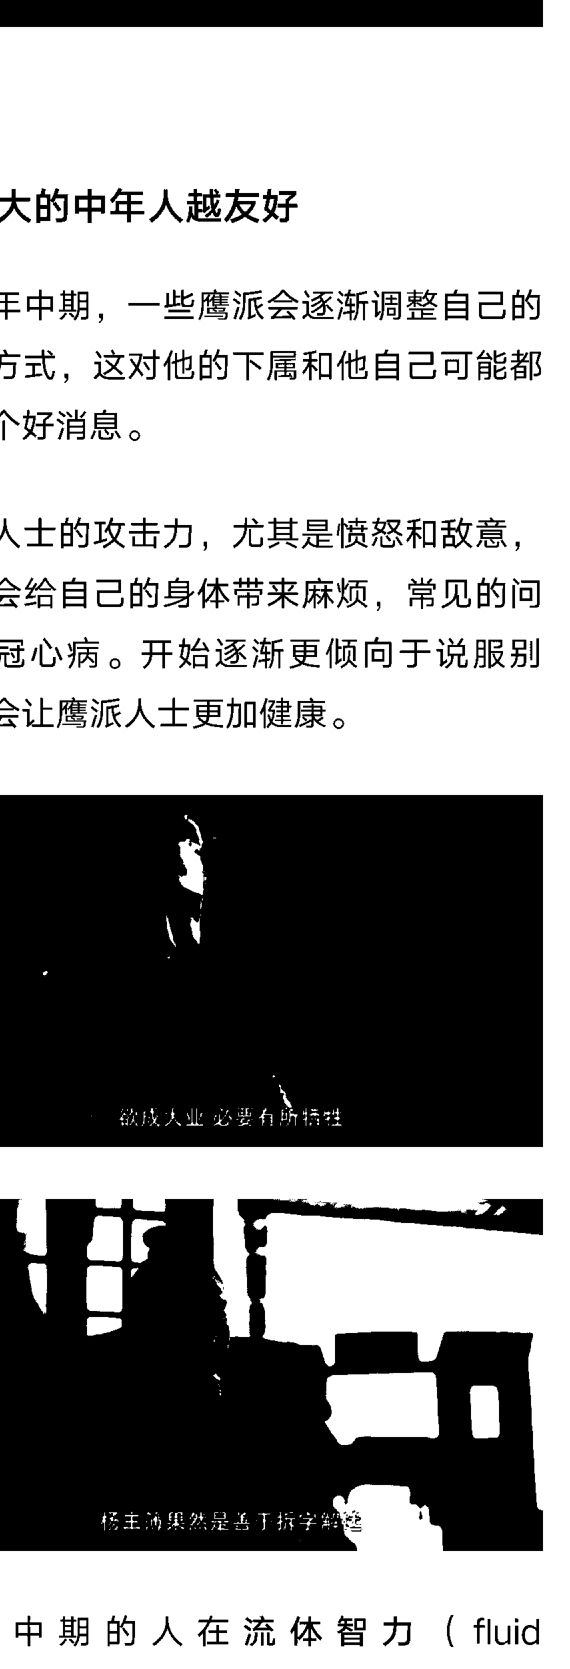 大的中年人越友好
年中期，一些鹰派会逐渐调整自己的
方式，这对他的下属和他自己可能都
个好消息。
人士的攻击力，尤其是愤怒和敌意，
会给自己的身体带来麻烦，常见的问
冠心病。开始逐渐更倾向于说服别
会让鹰派人士更加健康。
欲成大业 必要有所牺牲
杨主簿果然是善于拆字解谜
中期的人在流体智力（fluid